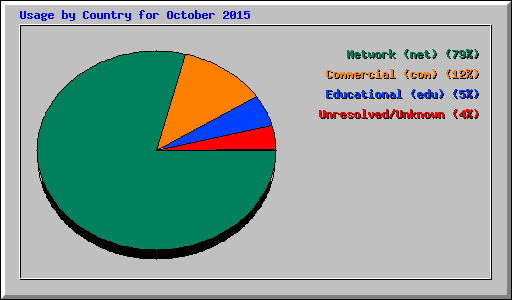 Usage by Country for October 2015
Network (net) (79%)
Commercial (com) (12%)
Educational (edu) (5%)
Unresolved/Unknown (4%)